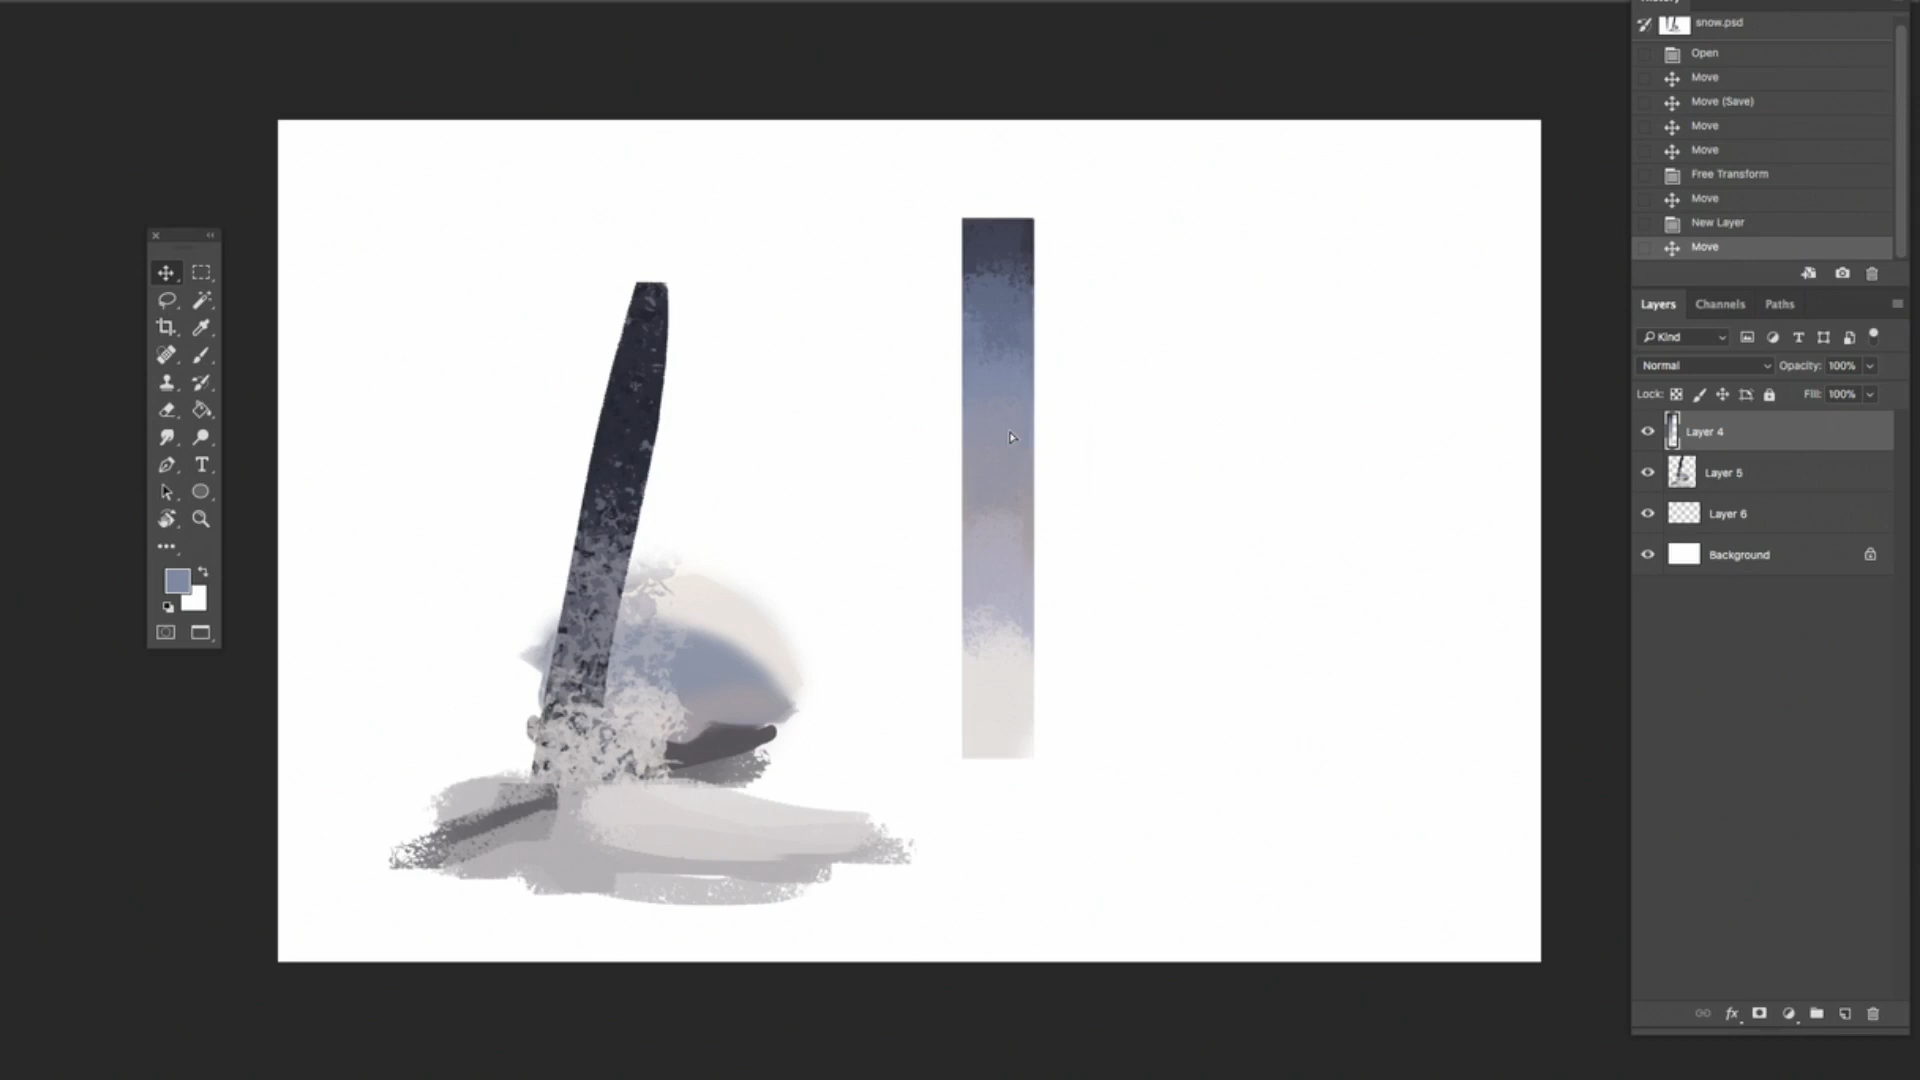 History
snow.psd
Open
Move
Move (Save)
Move
Move
Free Transform
Move
New Layer
Move
Layers Channels Paths
Kind
Normal Opacity: 100%
Lock: Fill: 100%
Layer 4
Layer 5
Layer 6
Background